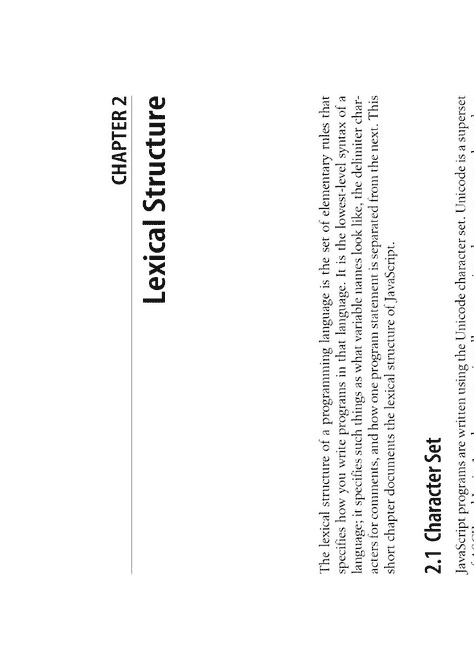 CHAPTER 2
Lexical Structure
The lexical structure of a programming language is the set of elementary rules that
specifies how you write programs in that language. It is the lowest-level syntax of a
language; it specifies such things as what variable names look like, the delimiter char-
acters for comments, and how one program statement is separated from the next. This
short chapter documents the lexical structure of JavaScript.
2.1 Character Set
JavaScript programs are written using the Unicode character set. Unicode is a superset